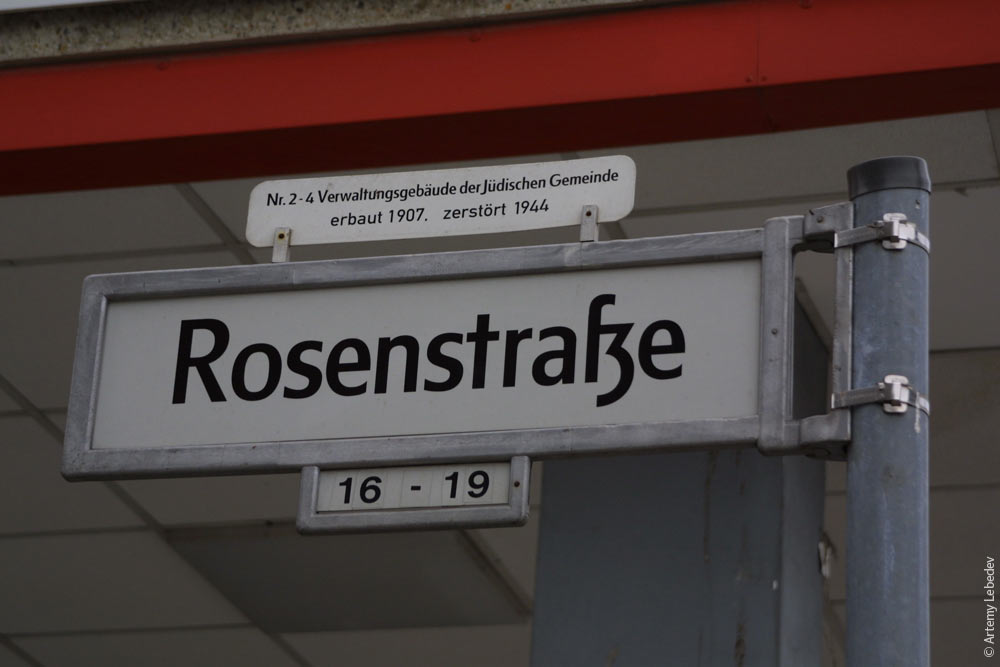 Nr. 2-4 Verwaltungsgebäude der Jüdischen Gemeinde
erbaut 1907. zerstört 1944
Rosenstraße
16 - 19
© Artemy Lebedev